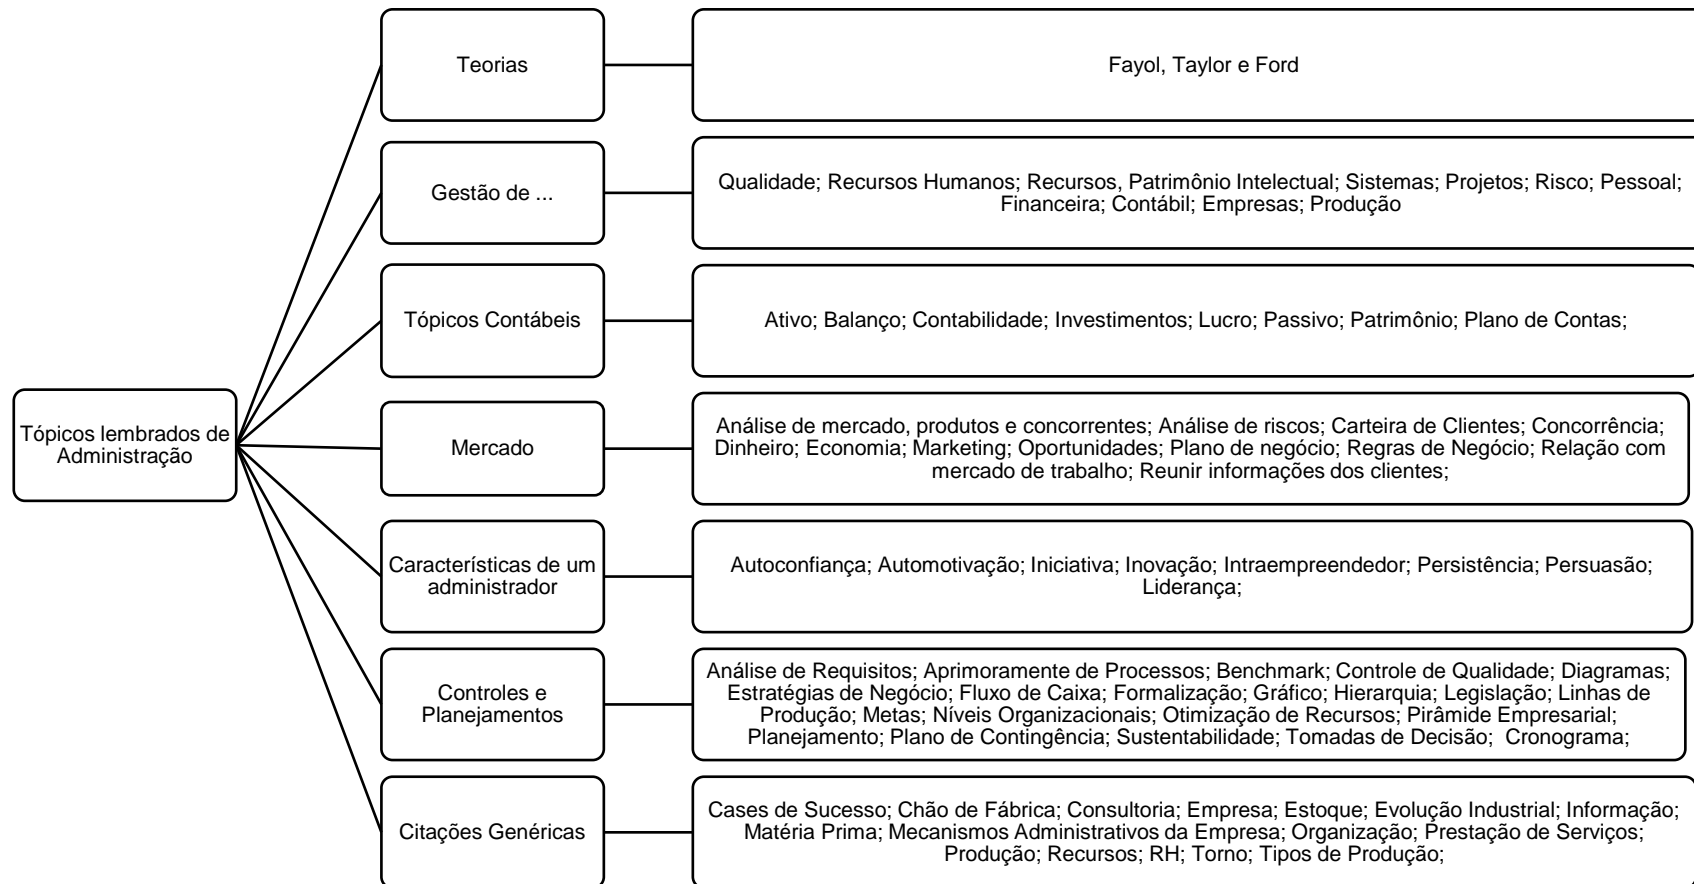 Teorias
Fayol, Taylor e Ford
Gestão de ...
Qualidade; Recursos Humanos; Recursos, Patrimônio Intelectual; Sistemas; Projetos; Risco; Pessoal;
Financeira; Contábil; Empresas; Produção
Tópicos Contábeis
Ativo; Balanço; Contabilidade; Investimentos; Lucro; Passivo; Patrimônio; Plano de Contas;
Tópicos lembrados de
Administração
Mercado
Análise de mercado, produtos e concorrentes; Análise de riscos; Carteira de Clientes; Concorrência;
Dinheiro; Economia; Marketing; Oportunidades; Plano de negócio; Regras de Negócio; Relação com
mercado de trabalho; Reunir informações dos clientes;
Característícas de um
administrador
Autoconfiança; Automotivação; Iniciativa; Inovação; Intraempreendedor; Persistência; Persuasão;
Liderança;
Controles e
Planejamentos
Análise de Requisitos; Aprimoramente de Processos; Benchmark; Controle de Qualidade; Diagramas;
Estratégias de Negócio; Fluxo de Caixa; Formalização; Gráfico; Hierarquia; Legislação; Linhas de
Produção; Metas; Níveis Organizacionais; Otimização de Recursos; Pirâmide Empresarial;
Planejamento; Plano de Contingência; Sustentabilidade; Tomadas de Decisão; Cronograma;
Citações Genéricas
Cases de Sucesso; Chão de Fábrica; Consultoria; Empresa; Estoque; Evolução Industrial; Informação;
Matéria Prima; Mecanismos Administrativos da Empresa; Organização; Prestação de Serviços;
Produção; Recursos; RH; Torno; Tipos de Produção;